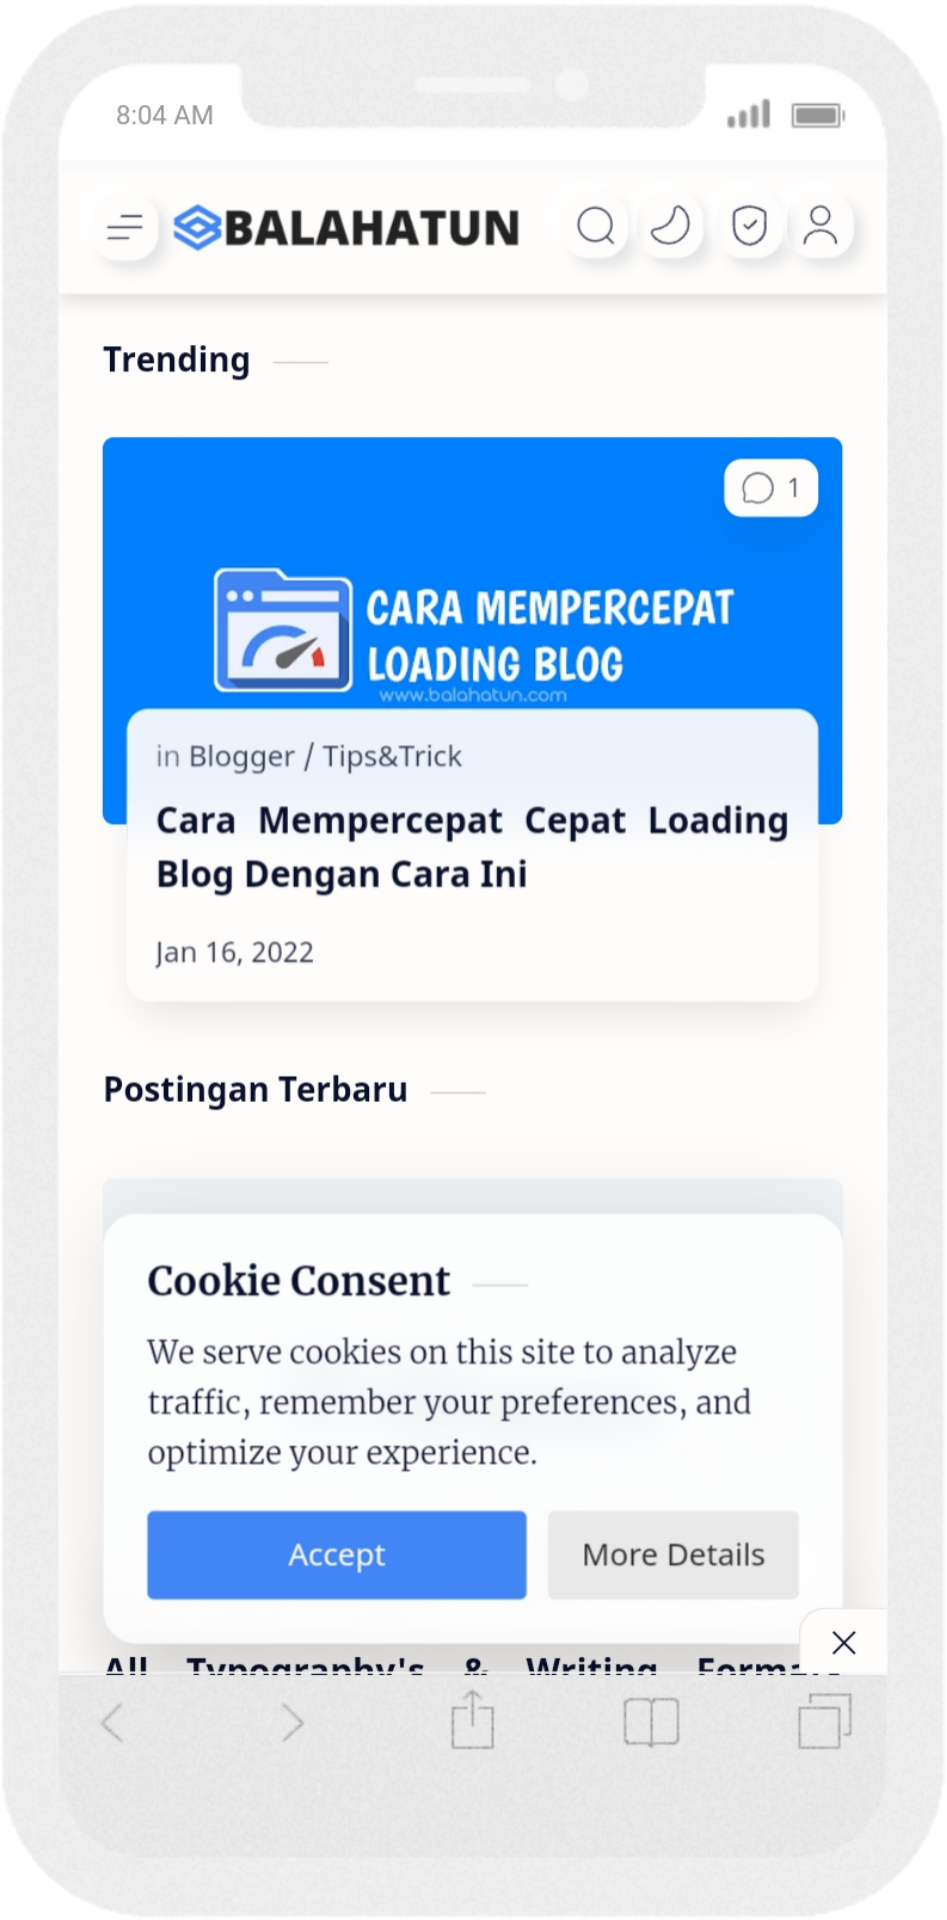 8:04 AM
BALAHATUN
Trending
1
CARA MEMPERCEPAT
LOADING BLOG
www.balahatun.com
in Blogger / Tips&Trick
Cara Mempercepat Cepat Loading
Blog Dengan Cara Ini
Jan 16, 2022
Postingan Terbaru
Cookie Consent
We serve cookies on this site to analyze
traffic, remember your preferences, and
optimize your experience.
Accept
More Details
All Typography's & Writing Formats